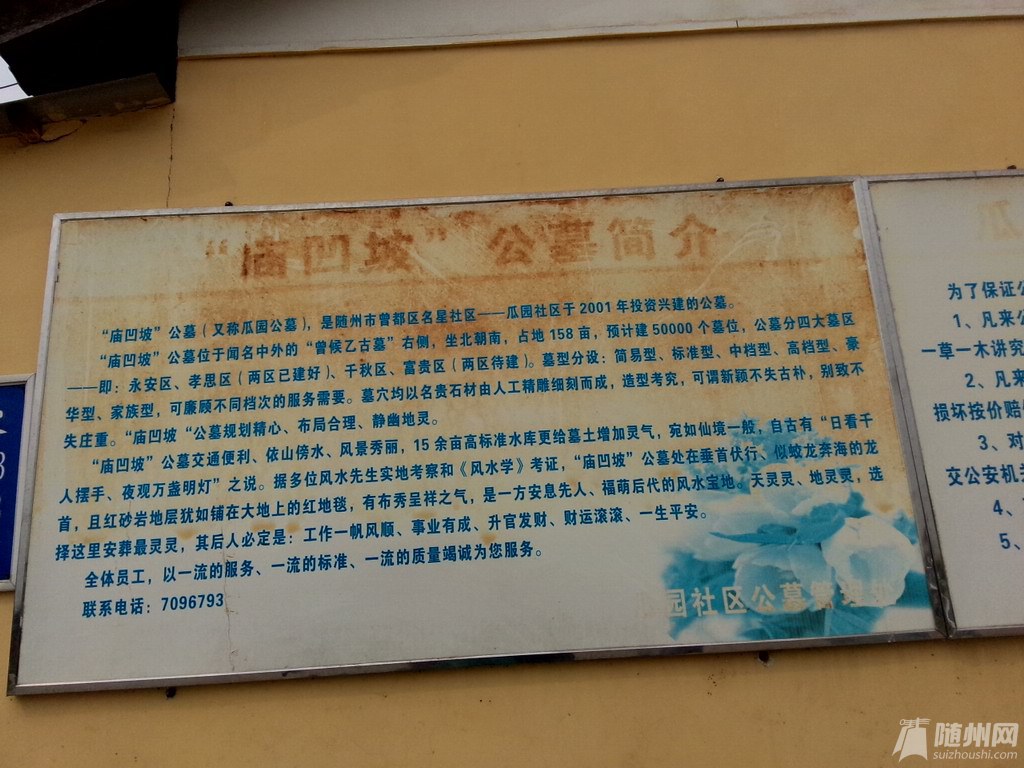 “庙凹坡”公墓简介
“庙凹坡”公墓（又称瓜园公墓），是随州市曾都区名星社区——瓜园社区于2001年投资兴建的公墓。
“庙凹坡”公墓位于闻名中外的“曾候乙古墓”右侧，坐北朝南，占地158亩，预计建50000个墓位，公墓分四大墓区
——即：永安区、孝思区（两区已建好）、千秋区、富贵区（两区待建）。墓型分设：简易型、标准型、中档型、高档型、豪
华型、家族型，可廉顾不同档次的服务需要。墓穴均以名贵石材由人工精雕细刻而成，造型考究，可谓新颖不失古朴，别致不
失庄重。“庙凹坡“公墓规划精心、布局合理、静幽地灵。
“庙凹坡”公墓交通便利、依山傍水、风景秀丽，15余亩高标准水库更给墓土增加灵气，宛如仙境一般，自古有“日看千
人摆手、夜观万盏明灯”之说。据多位风水先生实地考察和《风水学》考证，“庙凹坡”公墓处在垂首伏行、似蛟龙奔海的龙
首，且红砂岩地层犹如铺在大地上的红地毯，有布秀呈祥之气，是一方安息先人、福萌后代的风水宝地。天灵灵、地灵灵，选
择这里安葬最灵灵，其后人必定是：工作一帆风顺、事业有成、升官发财、财运滚滚、一生平安。
全体员工，以一流的服务、一流的标准、一流的质量竭诚为您服务。
联系电话：7096793
园社区公墓管理处
瓜
为了保证公
1、凡来公
一草一木讲究
2、凡来
损坏按价赔
3、对
交公安机关
4、
5、
随州网
suizhoushi.com